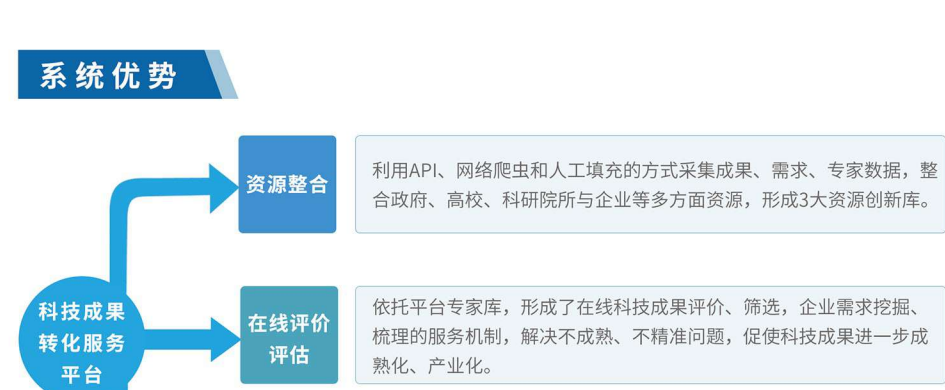 系统优势
资源整合
利用API、网络爬虫和人工填充的方式采集成果、需求、专家数据，整
合政府、高校、科研院所与企业等多方面资源，形成3大资源创新库。
科技成果
转化服务
平台
在线评价
评估
依托平台专家库，形成了在线科技成果评价、筛选，企业需求挖掘、
梳理的服务机制，解决不成熟、不精准问题，促使科技成果进一步成
熟化、产业化。